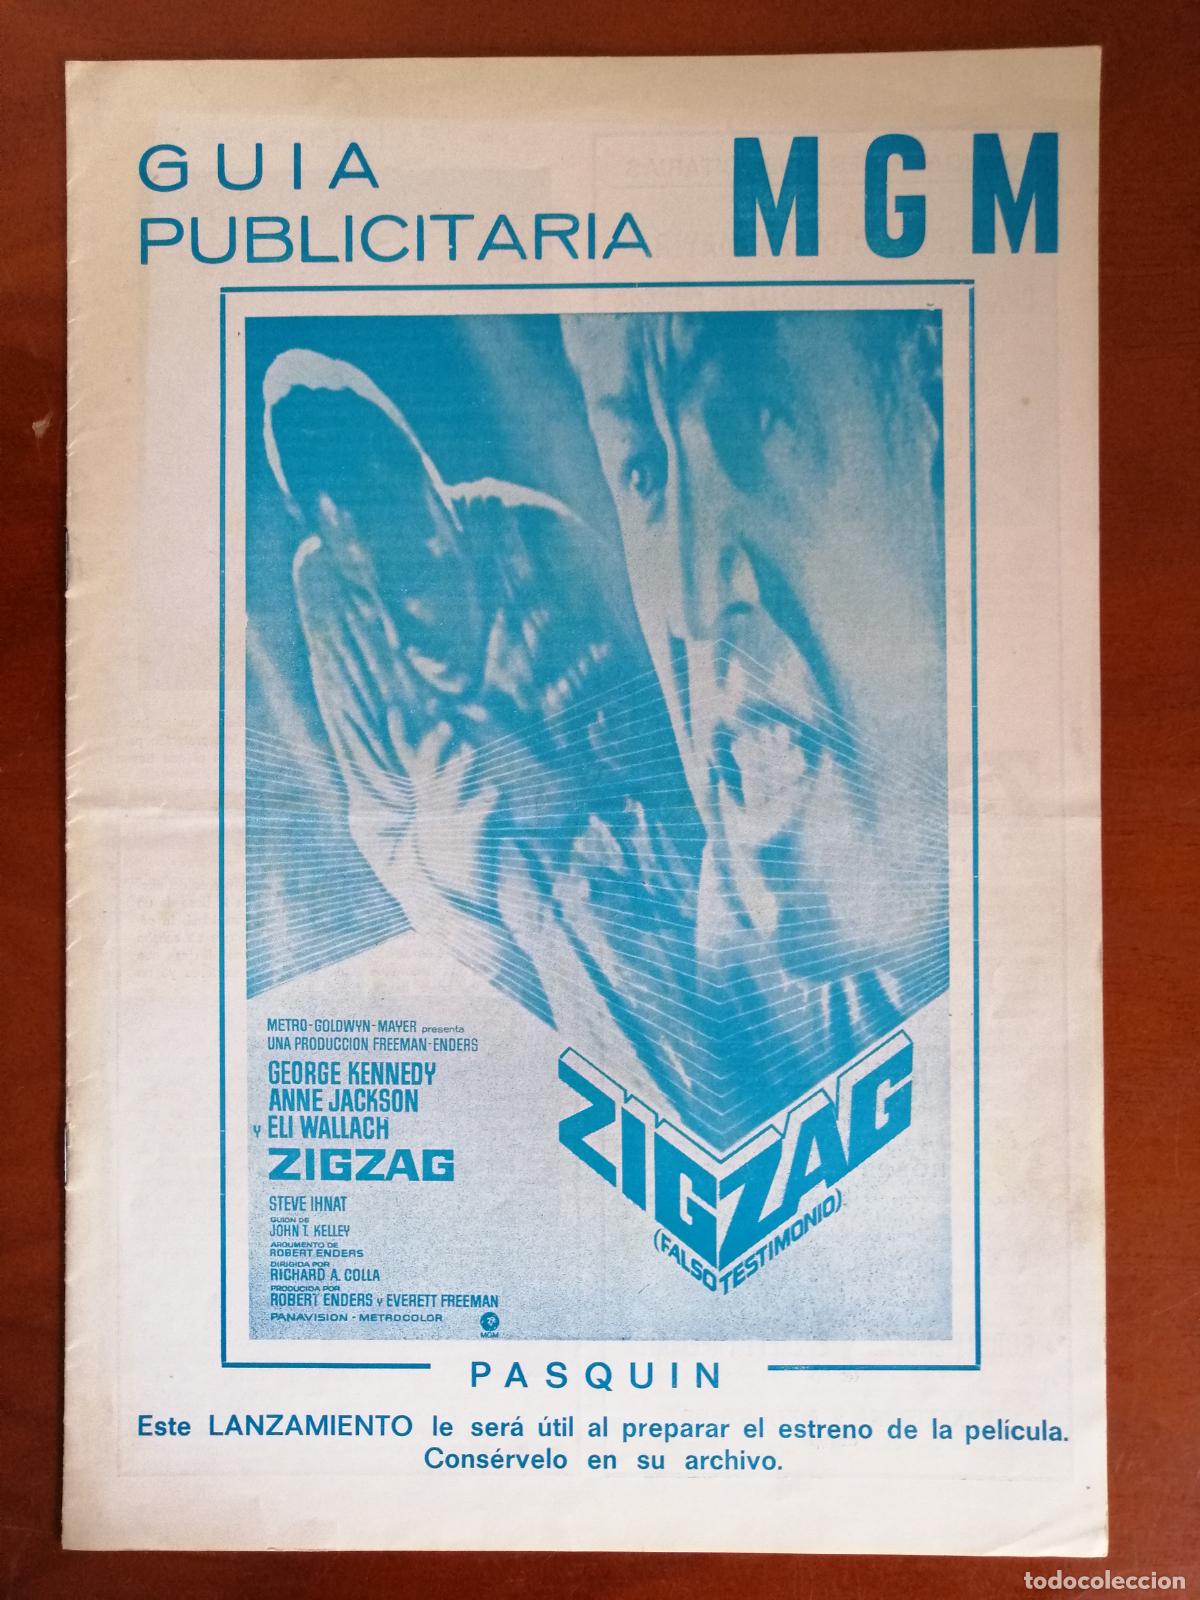 GUIA
PUBLICITARIA
MGM
METRO-GOLDWYN-MAYER presenta
UNA PRODUCCION FREEMAN-ENDERS
GEORGE KENNEDY
ANNE JACKSON
Y ELI WALLACH
ZIGZAG
STEVE IHNAT
GUION DE
JOHN T. KELLEY
ARGUMENTO DE
ROBERT ENDERS
DIRIGIDA POR
RICHARD A. COLLA
PRODUCIDA POR
ROBERT ENDERS Y EVERETT FREEMAN
PANAVISION - METROCOLOR
MGM
ZIGZAG
(FALSO TESTIMONIO)
PASQUIN
Este LANZAMIENTO le será útil al preparar el estreno de la película.
Consérvelo en su archivo.
todocoleccion